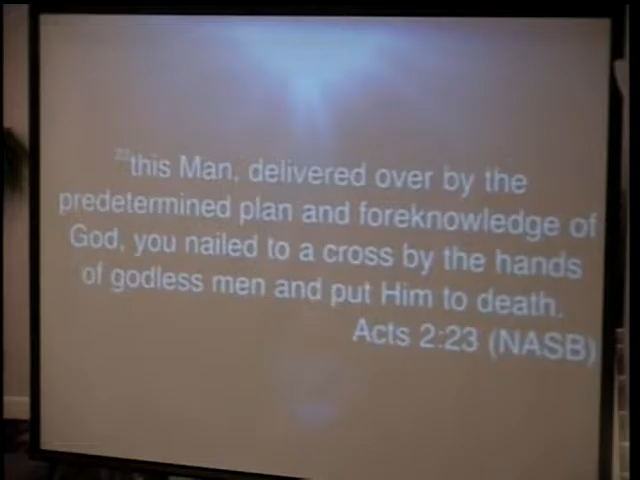 23this Man, delivered over by the
predetermined plan and foreknowledge of
God, you nailed to a cross by the hands
of godless men and put Him to death.
Acts 2:23 (NASB)